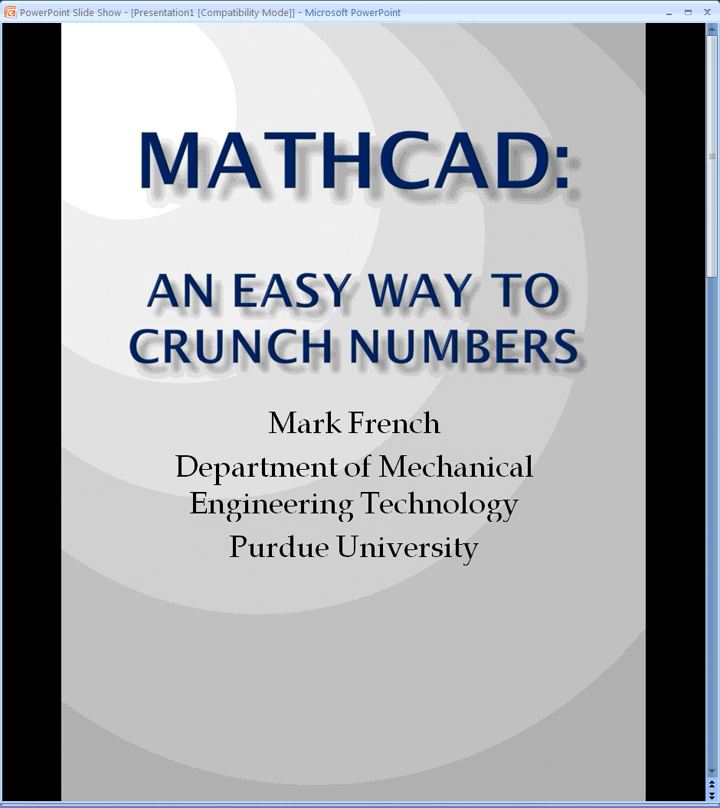 PowerPoint Slide Show - [Presentation1 [Compatibility Mode]] - Microsoft PowerPoint
MATHCAD:
AN EASY WAY TO
CRUNCH NUMBERS
Mark French
Department of Mechanical
Engineering Technology
Purdue University